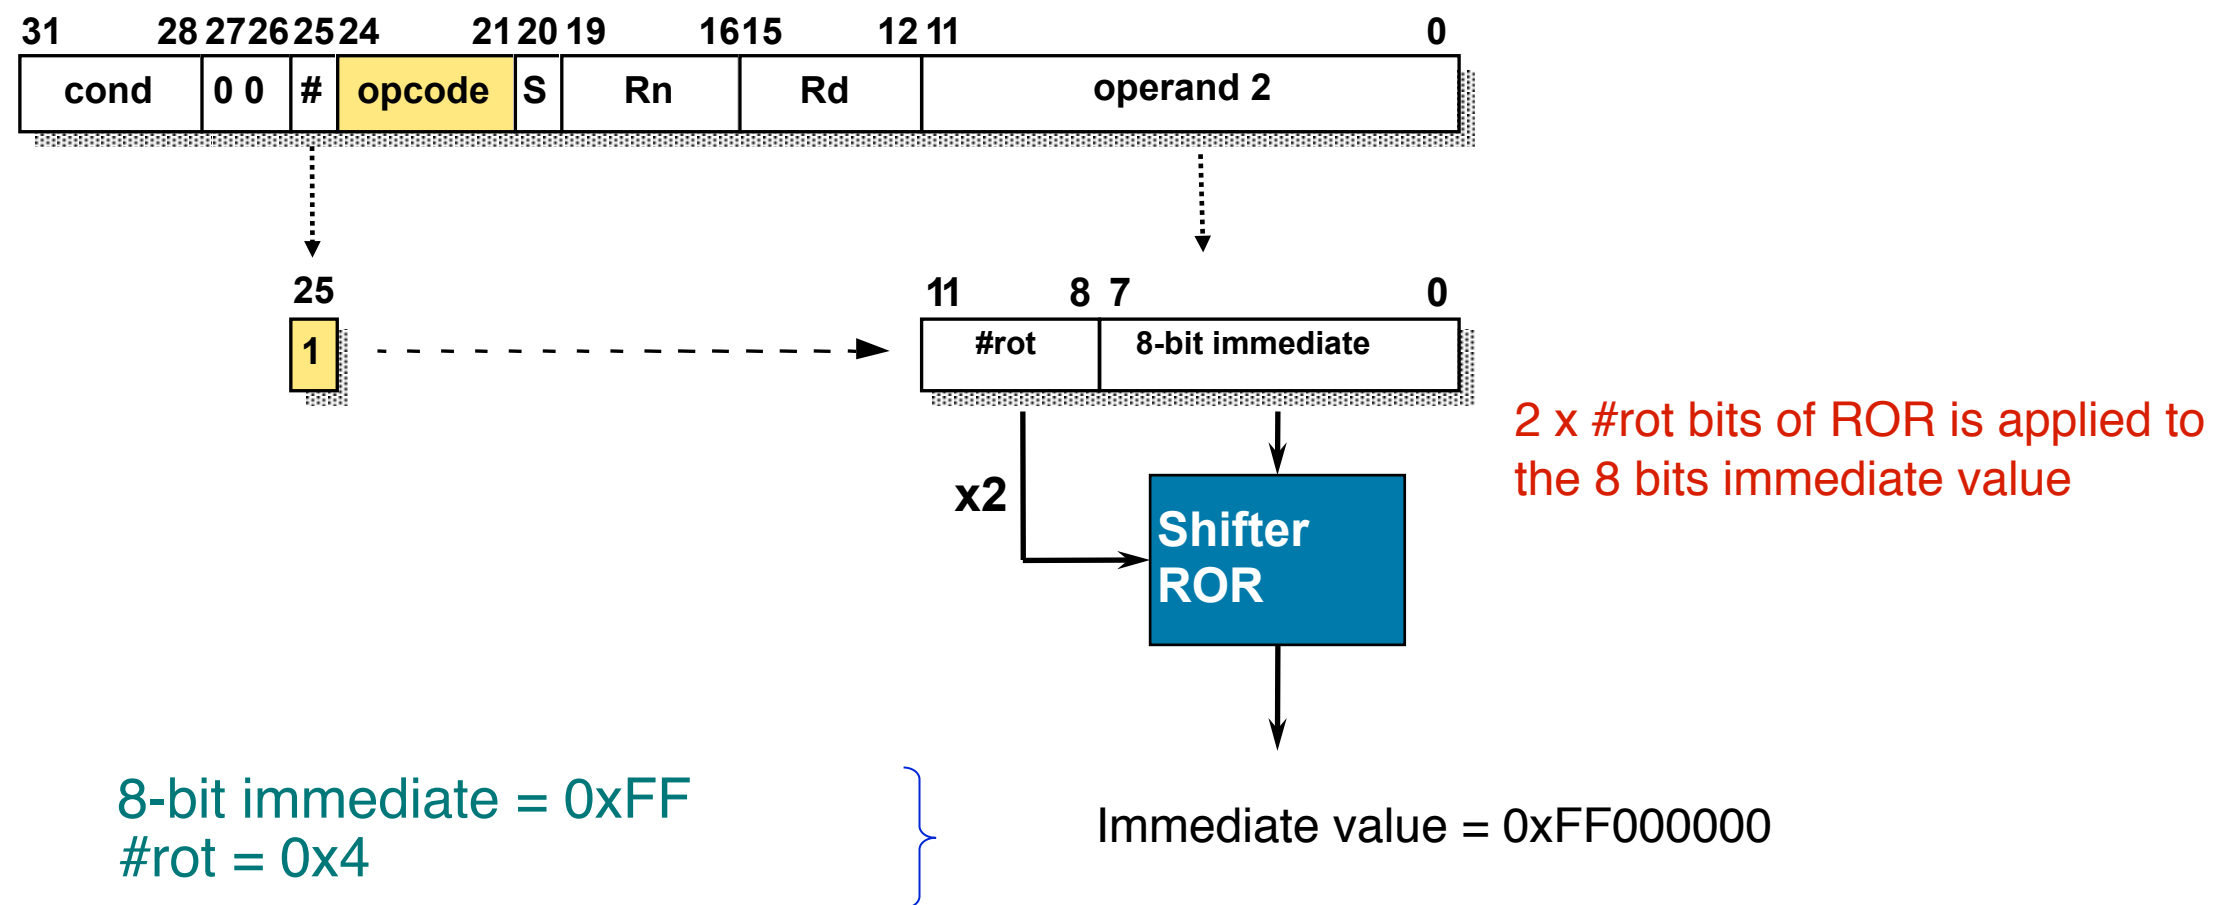 31 28 27 26 25 24 21 20 19 16 15 12 11 0
cond 0 0 # opcode S Rn Rd operand 2
25 11 8 7 0
1 #rot 8-bit immediate
2 x #rot bits of ROR is applied to
the 8 bits immediate value
x2
Shifter
ROR
8-bit immediate = 0xFF
#rot = 0x4
Immediate value = 0xFF000000